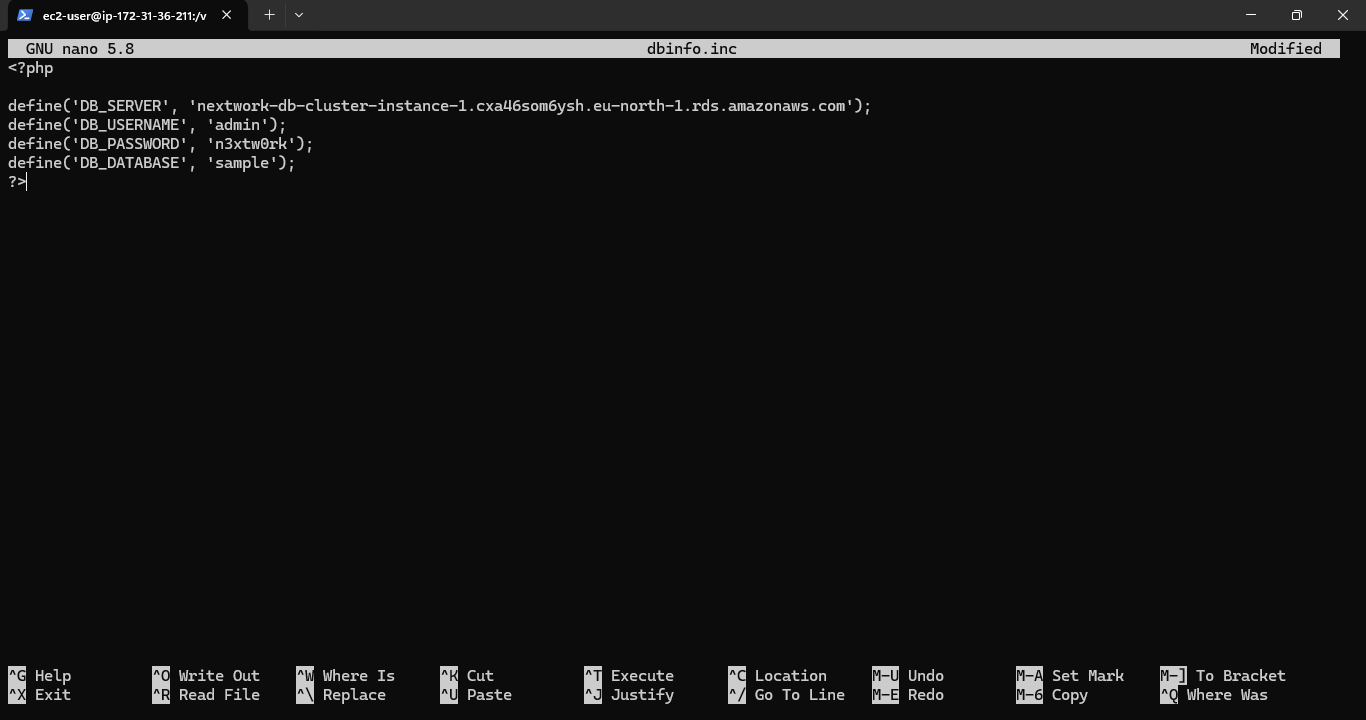 ec2-user@ip-172-31-36-211:/v
GNU nano 5.8 dbinfo.inc Modified
<?php
define('DB_SERVER', 'nextwork-db-cluster-instance-1.cxa46som6ysh.eu-north-1.rds.amazonaws.com');
define('DB_USERNAME', 'admin');
define('DB_PASSWORD', 'n3xtw0rk');
define('DB_DATABASE', 'sample');
?>
^G Help ^O Write Out ^W Where Is ^K Cut ^T Execute ^C Location M-U Undo M-A Set Mark M-] To Bracket
^X Exit ^R Read File ^\ Replace ^U Paste ^J Justify ^/ Go To Line M-E Redo M-6 Copy ^Q Where Was